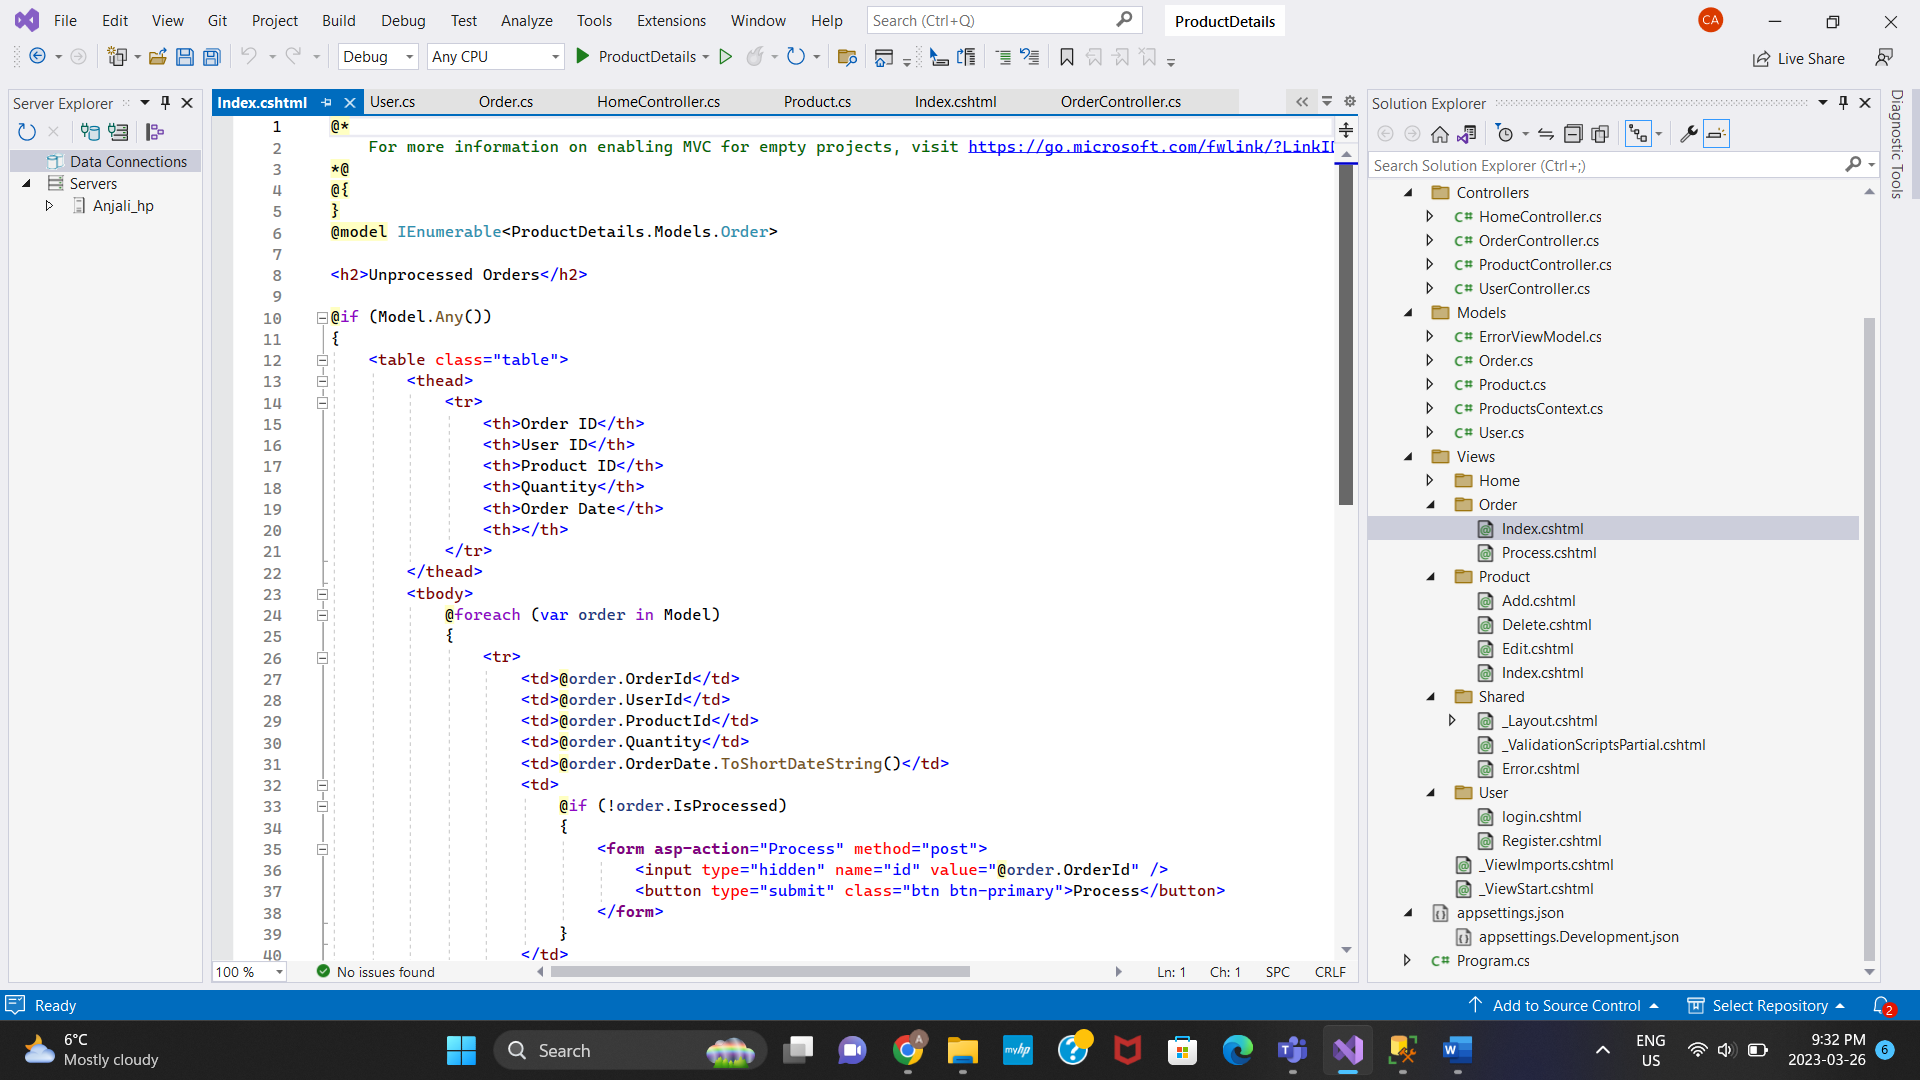 File Edit View Git Project Build Debug Test Analyze Tools Extensions Window Help Search (Ctrl+Q) ProductDetails CA
Debug Any CPU ProductDetails Live Share
Server Explorer
Data Connections
Servers
Anjali_hp
Index.cshtml User.cs Order.cs HomeController.cs Product.cs Index.cshtml OrderController.cs
1 @*
2 For more information on enabling MVC for empty projects, visit https://go.microsoft.com/fwlink/?LinkID
3 *@
4 @{
5 }
6 @model IEnumerable<ProductDetails.Models.Order>
7
8 <h2>Unprocessed Orders</h2>
9
10 @if (Model.Any())
11 {
12 <table class="table">
13 <thead>
14 <tr>
15 <th>Order ID</th>
16 <th>User ID</th>
17 <th>Product ID</th>
18 <th>Quantity</th>
19 <th>Order Date</th>
20 <th></th>
21 </tr>
22 </thead>
23 <tbody>
24 @foreach (var order in Model)
25 {
26 <tr>
27 <td>@order.OrderId</td>
28 <td>@order.UserId</td>
29 <td>@order.ProductId</td>
30 <td>@order.Quantity</td>
31 <td>@order.OrderDate.ToShortDateString()</td>
32 <td>
33 @if (!order.IsProcessed)
34 {
35 <form asp-action="Process" method="post">
36 <input type="hidden" name="id" value="@order.OrderId" />
37 <button type="submit" class="btn btn-primary">Process</button>
38 </form>
39 }
40 </td>
100 % No issues found Ln: 1 Ch: 1 SPC CRLF
Solution Explorer
Search Solution Explorer (Ctrl+;)
Controllers
C# HomeController.cs
C# OrderController.cs
C# ProductController.cs
C# UserController.cs
Models
C# ErrorViewModel.cs
C# Order.cs
C# Product.cs
C# ProductsContext.cs
C# User.cs
Views
Home
Order
Index.cshtml
Process.cshtml
Product
Add.cshtml
Delete.cshtml
Edit.cshtml
Index.cshtml
Shared
_Layout.cshtml
_ValidationScriptsPartial.cshtml
Error.cshtml
User
login.cshtml
Register.cshtml
_ViewImports.cshtml
_ViewStart.cshtml
appsettings.json
appsettings.Development.json
C# Program.cs
Diagnostic Tools
Ready Add to Source Control Select Repository 2
6°C
Mostly cloudy
Search
A
myhp
ENG
US
9:32 PM
2023-03-26
6